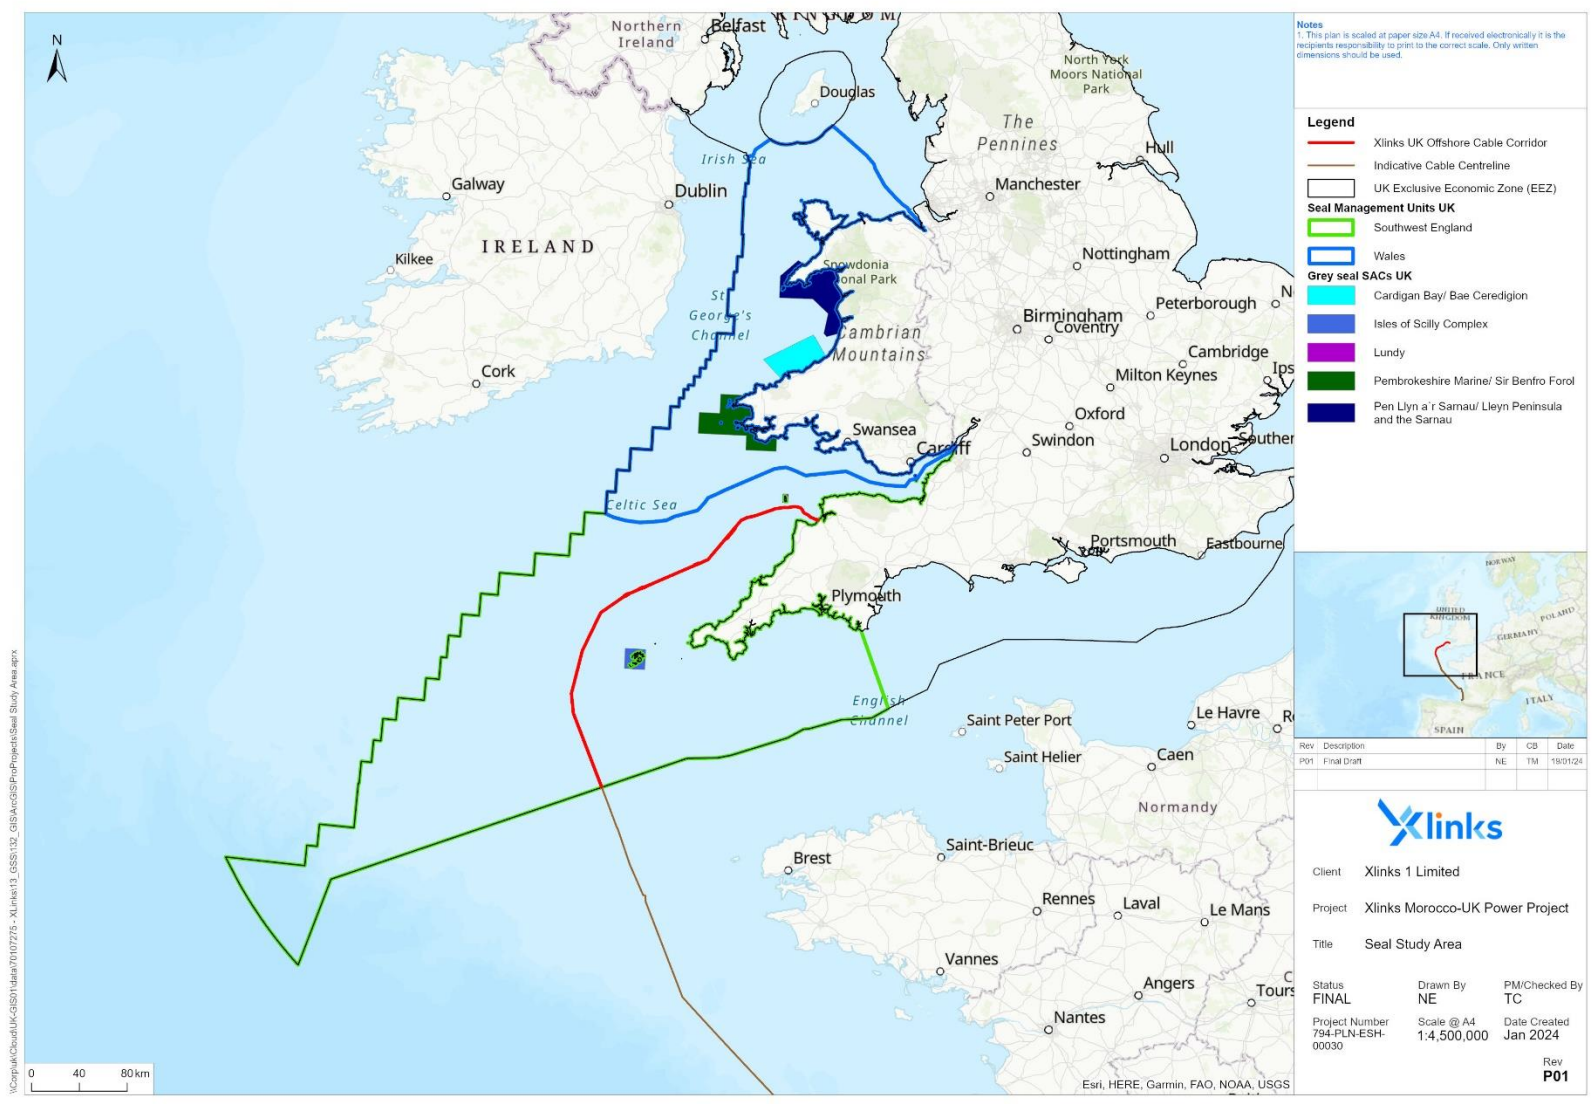 KINGDOM
Northern
Ireland
Belfast
N
North York
Moors National
Park
Douglas
The
Pennines
Irish Sea
Hull
Galway
Dublin
Manchester
IRELAND
Kilkee
Nottingham
Snowdonia
onal Park
St
George's
Channel
Peterborough
N
Birmingham
Coventry
Cambrian
Mountains
Cambridge
Cork
Milton Keynes
Ips
Oxford
Swansea
Swindon
London
Souther
Cardiff
Celtic Sea
Portsmouth
Eastbourne
Plymouth
English
Channel
Saint Peter Port
Le Havre
R
Saint Helier
Caen
Normandy
Saint-Brieuc
Brest
Rennes
Laval
Le Mans
Vannes
Angers
C
Tours
Nantes
0 40 80 km
Esri, HERE, Garmin, FAO, NOAA, USGS
Notes
1. This plan is scaled at paper size A4. If received electronically it is the
recipients responsibility to print to the correct scale. Only written
dimensions should be used.
Legend
Xlinks UK Offshore Cable Corridor
Indicative Cable Centreline
UK Exclusive Economic Zone (EEZ)
Seal Management Units UK
Southwest England
Wales
Grey seal SACs UK
Cardigan Bay/ Bae Ceredigion
Isles of Scilly Complex
Lundy
Pembrokeshire Marine/ Sir Benfro Forol
Pen Llyn a`r Sarnau/ Lleyn Peninsula
and the Sarnau
NORWAY
UNITED
KINGDOM
POLAND
GERMANY
FRANCE
ITALY
SPAIN
Rev Description By CB Date
P01 Final Draft NE TM 19/01/24
Xlinks
Client Xlinks 1 Limited
Project Xlinks Morocco-UK Power Project
Title Seal Study Area
Status Drawn By PM/Checked By
FINAL NE TC
Project Number Scale @ A4 Date Created
794-PLN-ESH-
00030 1:4,500,000 Jan 2024
Rev
P01